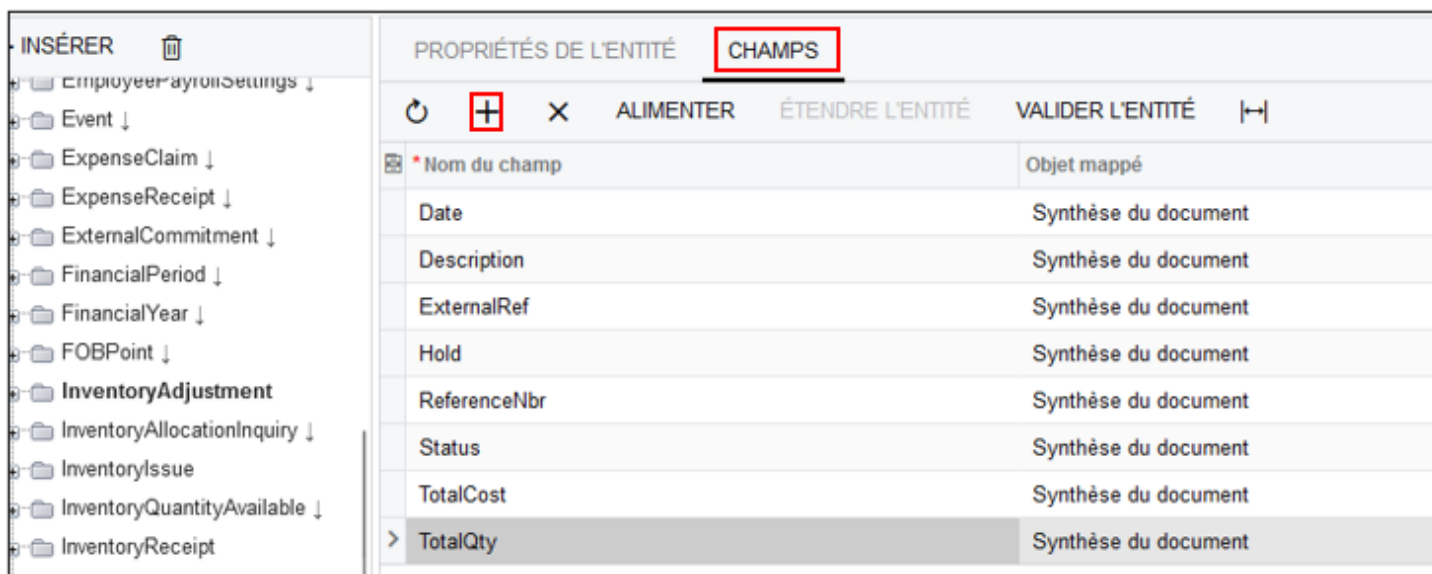 INSÉRER
EmployeePayrollSettings ↓
Event ↓
ExpenseClaim ↓
ExpenseReceipt ↓
ExternalCommitment ↓
FinancialPeriod ↓
FinancialYear ↓
FOBPoint ↓
InventoryAdjustment
InventoryAllocationInquiry ↓
InventoryIssue
InventoryQuantityAvailable ↓
InventoryReceipt
PROPRIÉTÉS DE L'ENTITÉ CHAMPS
ALIMENTER ÉTENDRE L'ENTITÉ VALIDER L'ENTITÉ
* Nom du champ Objet mappé
Date Synthèse du document
Description Synthèse du document
ExternalRef Synthèse du document
Hold Synthèse du document
ReferenceNbr Synthèse du document
Status Synthèse du document
TotalCost Synthèse du document
TotalQty Synthèse du document